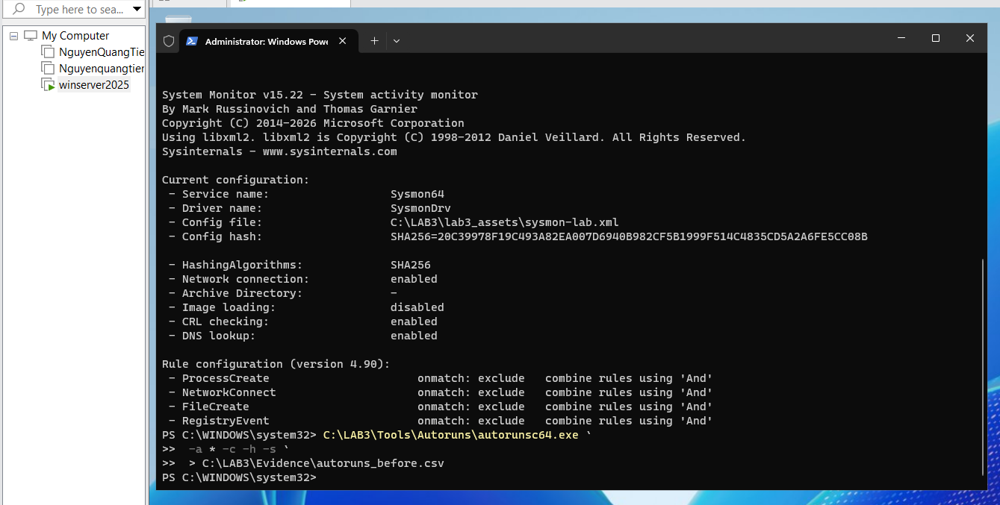 Type here to sea...
My Computer
NguyenQuangTie
Nguyenquangtier
winserver2025
Administrator: Windows Powe
System Monitor v15.22 - System activity monitor
By Mark Russinovich and Thomas Garnier
Copyright (C) 2014-2026 Microsoft Corporation
Using libxml2. libxml2 is Copyright (C) 1998-2012 Daniel Veillard. All Rights Reserved.
Sysinternals - www.sysinternals.com
Current configuration:
- Service name: Sysmon64
- Driver name: SysmonDrv
- Config file: C:\LAB3\lab3_assets\sysmon-lab.xml
- Config hash: SHA256=20C39978F19C493A82EA007D6940B982CF5B1999F514C4835CD5A2A6FE5CC08B
- HashingAlgorithms: SHA256
- Network connection: enabled
- Archive Directory: -
- Image loading: disabled
- CRL checking: enabled
- DNS lookup: enabled
Rule configuration (version 4.90):
- ProcessCreate onmatch: exclude combine rules using 'And'
- NetworkConnect onmatch: exclude combine rules using 'And'
- FileCreate onmatch: exclude combine rules using 'And'
- RegistryEvent onmatch: exclude combine rules using 'And'
PS C:\WINDOWS\system32> C:\LAB3\Tools\Autoruns\autorunsc64.exe `
>> -a * -c -h -s `
>> > C:\LAB3\Evidence\autoruns_before.csv
PS C:\WINDOWS\system32>